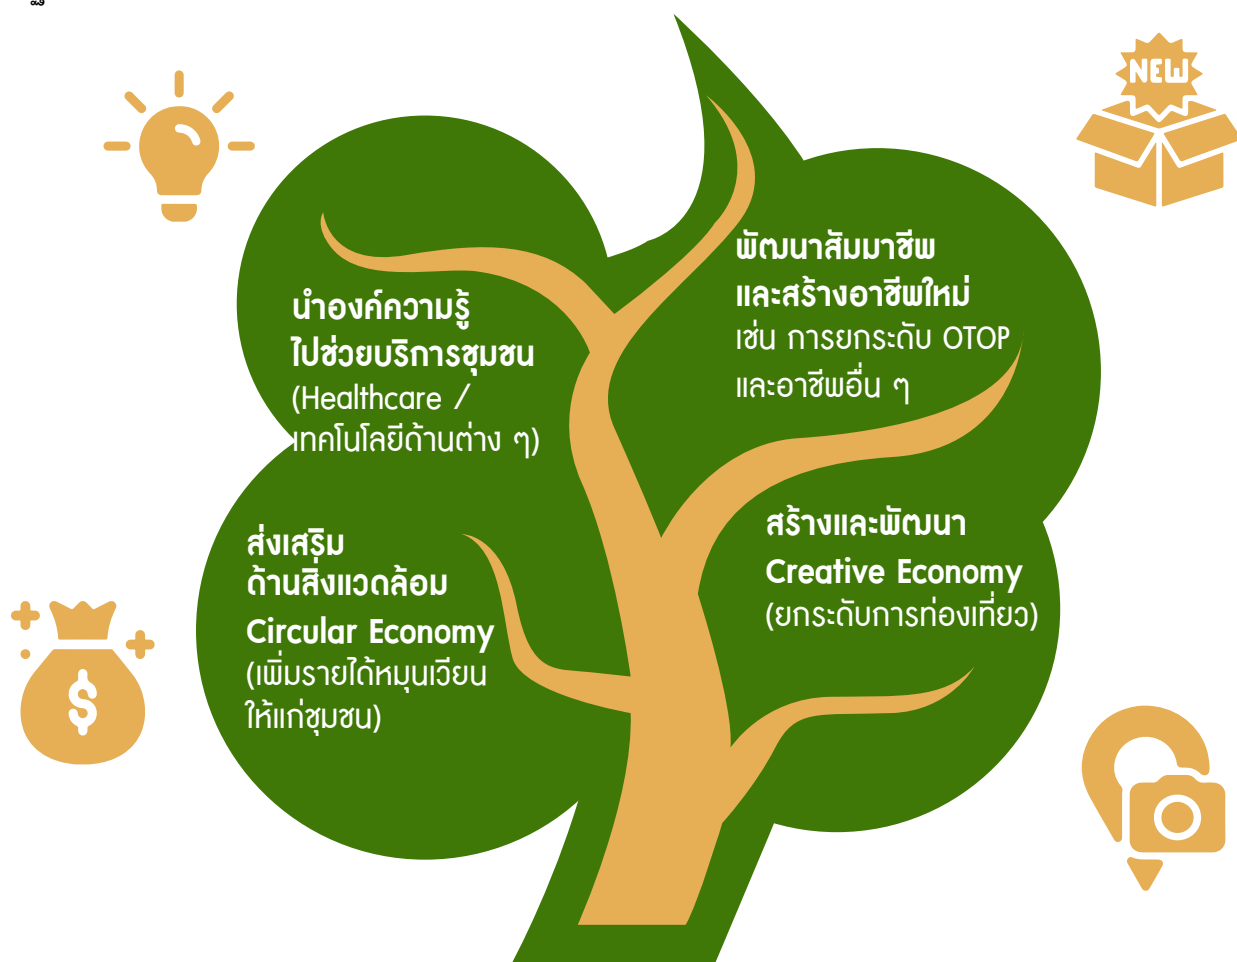 นำองค์ความรู้
ไปช่วยบริการชุมชน
(Healthcare /
เทคโนโลยีด้านต่าง ๆ)
พัฒนาสัมมาชีพ
และสร้างอาชีพใหม่
เช่น การยกระดับ OTOP
และอาชีพอื่น ๆ
ส่งเสริม
ด้านสิ่งแวดล้อม
Circular Economy
(เพิ่มรายได้หมุนเวียน
ให้แก่ชุมชน)
สร้างและพัฒนา
Creative Economy
(ยกระดับการท่องเที่ยว)
NEW
$